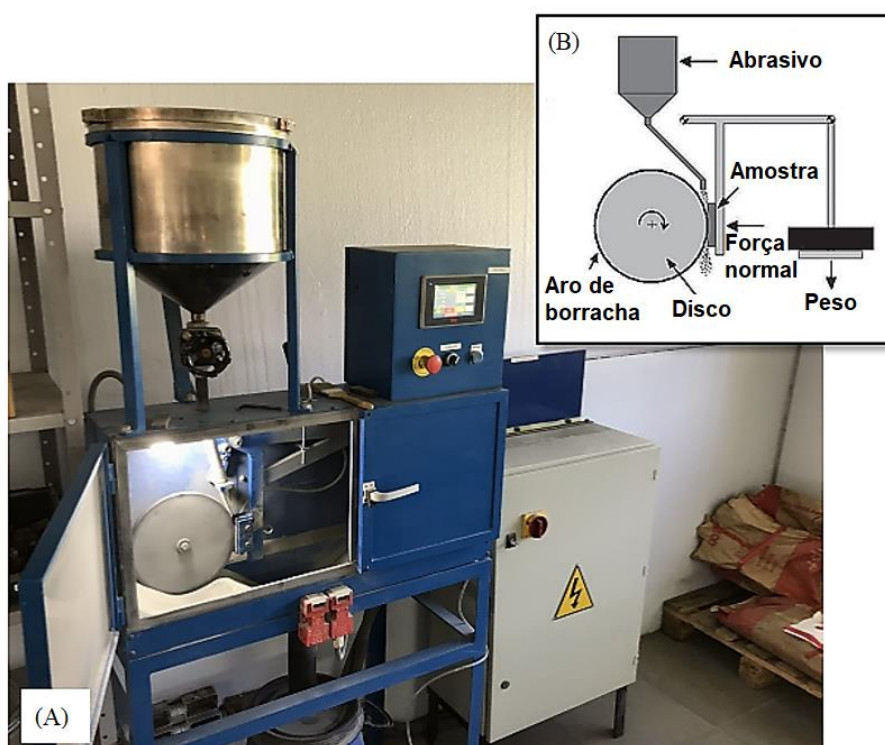 (B)
Abrasivo
Amostra
Força
normal
Aro de
borracha
Disco
Peso
(A)